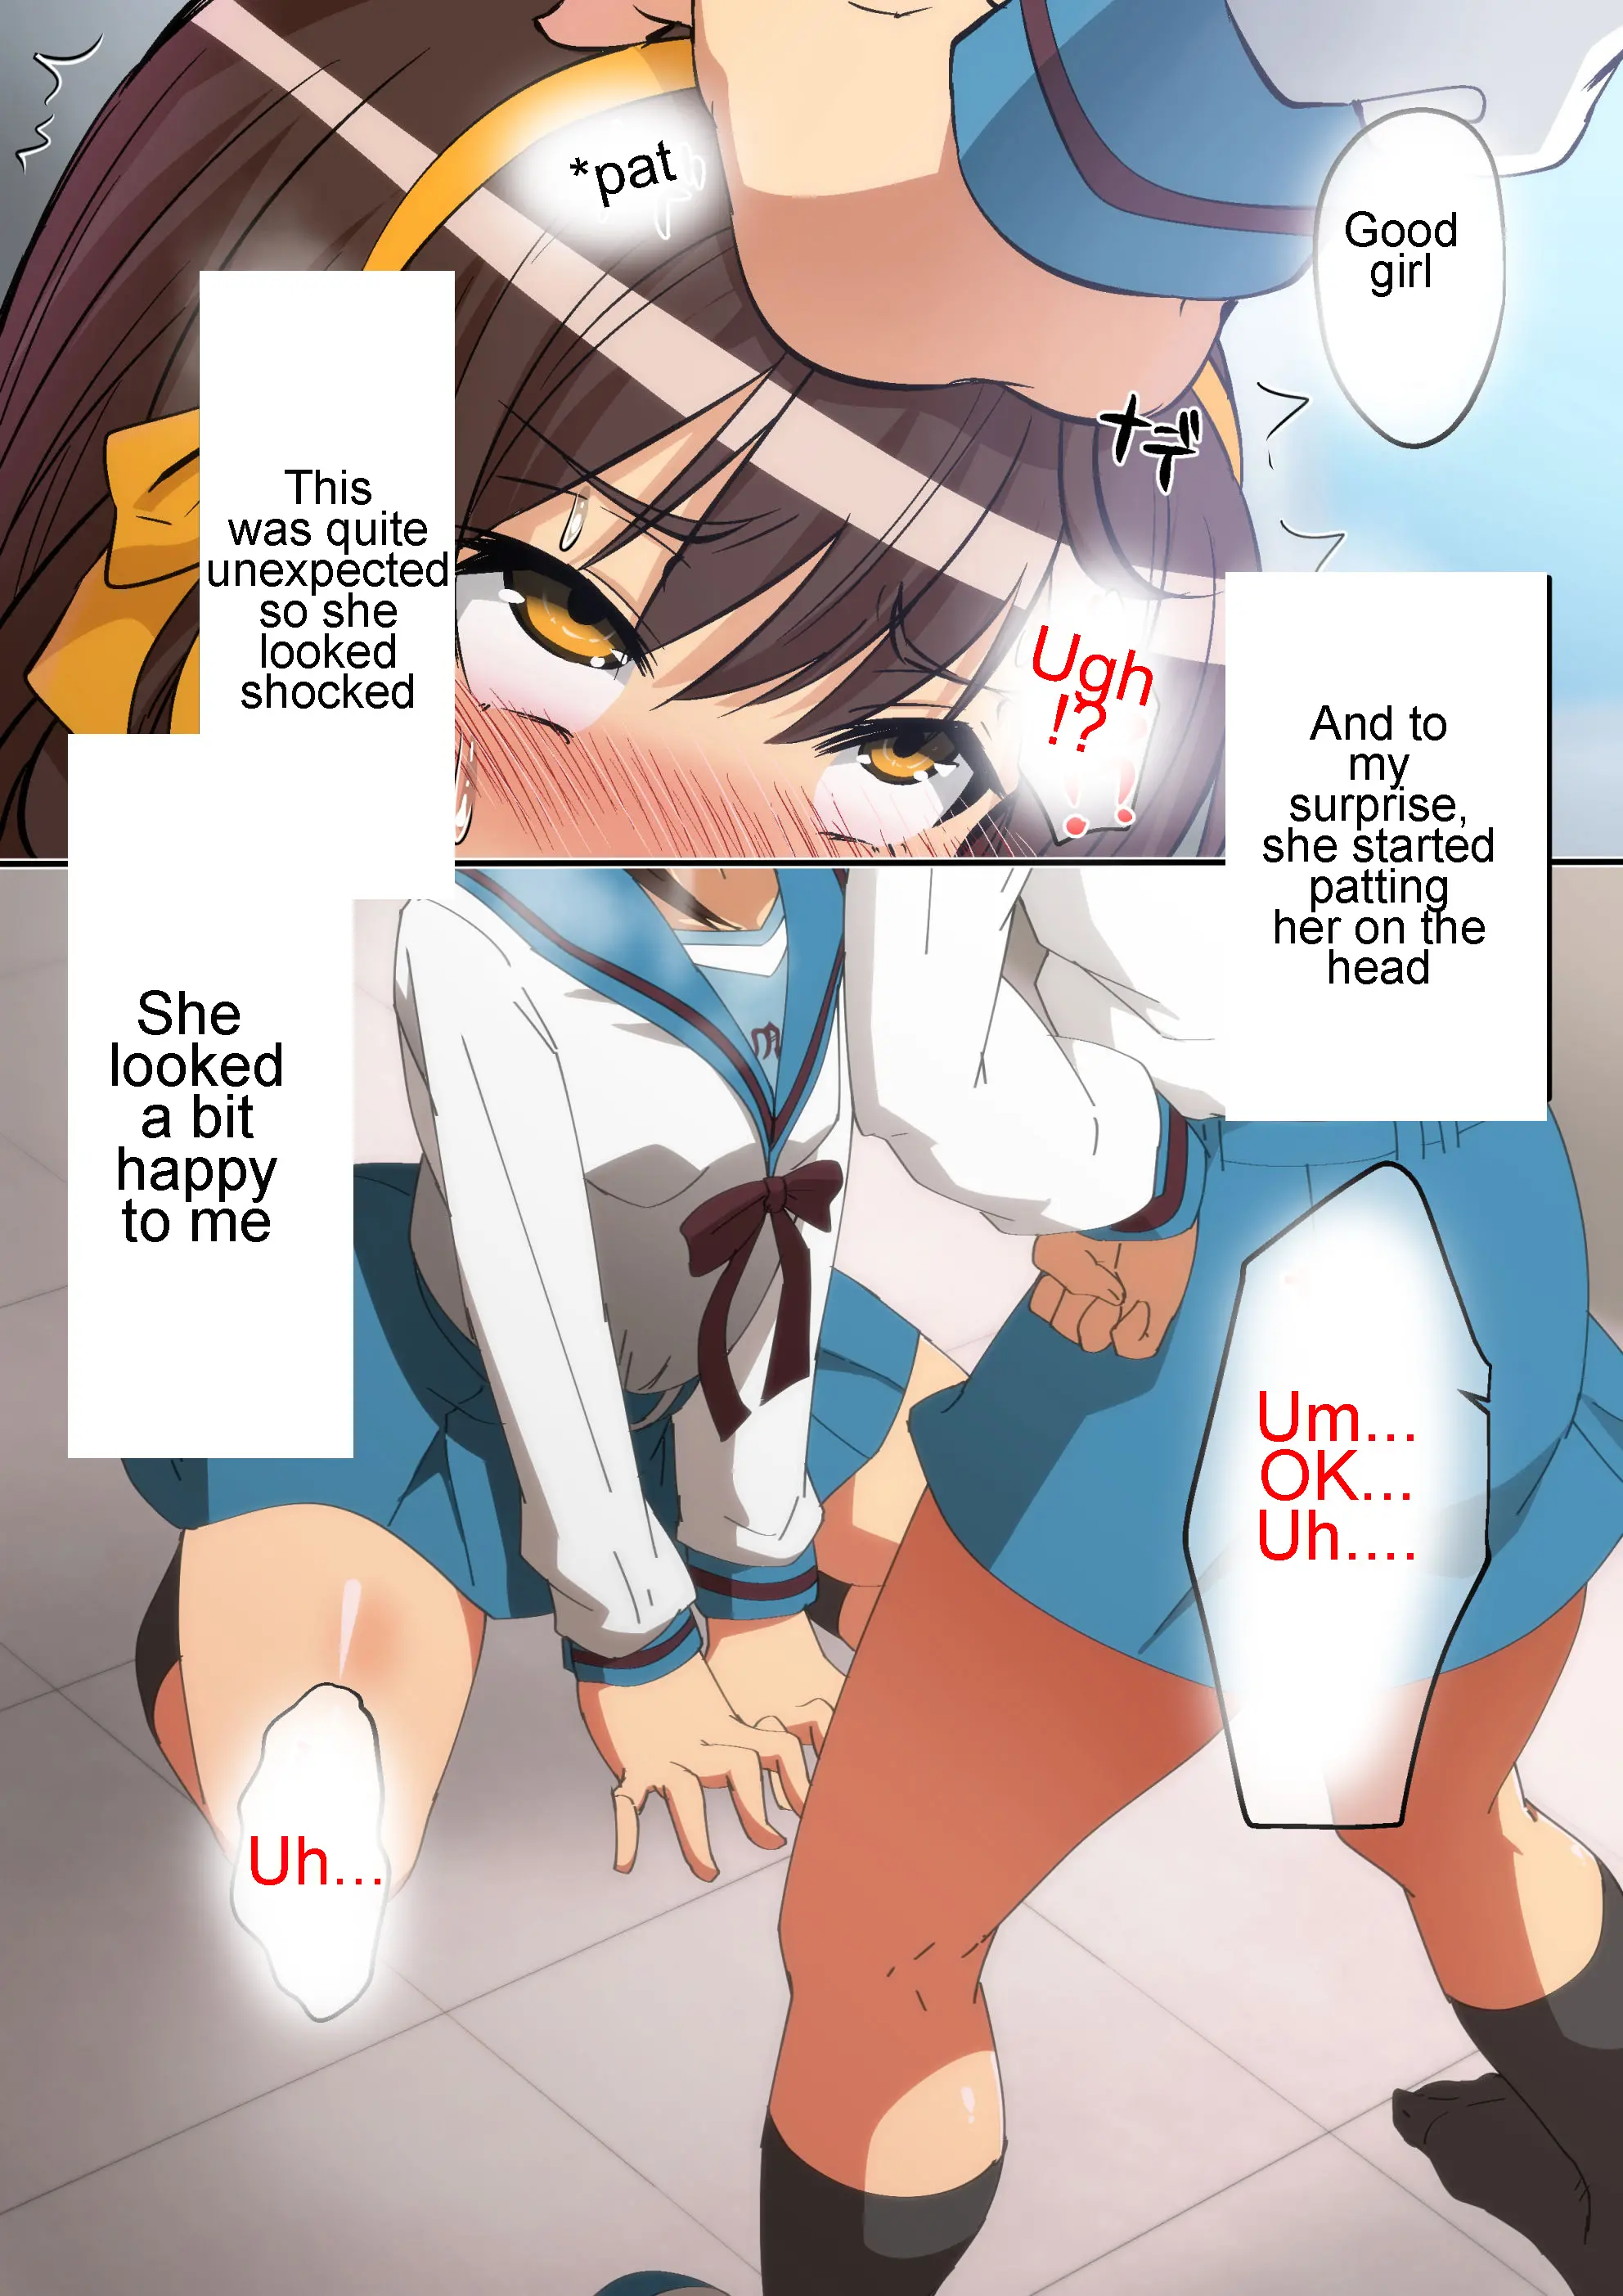 Good
girl
*pat
ナデ
And to
my
surprise,
she started
patting
her on the
head
Ugh
!?
This
was quite
unexpected
so she
looked
shocked
She
looked
a bit
happy
to me
Um...
OK...
Uh....
Uh...